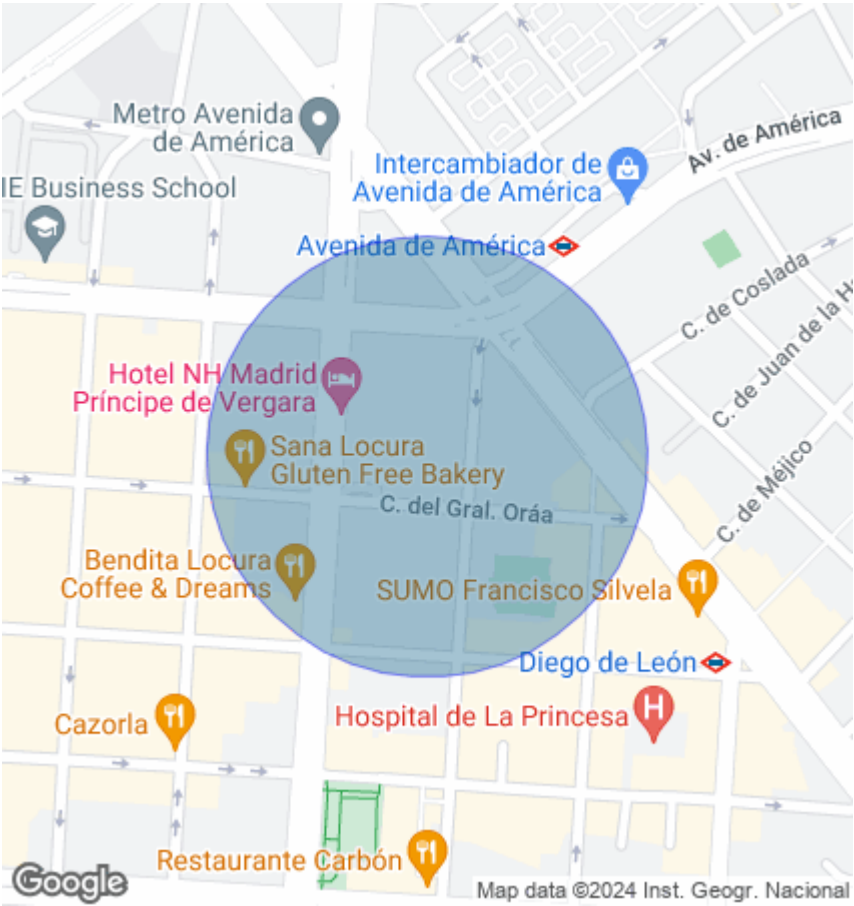 Metro Avenida
de América
Intercambiador de
Avenida de América
Av. de América
IE Business School
Avenida de América
C. de Coslada
C. de Juan de la H
Hotel NH Madrid
Príncipe de Vergara
Sana Locura
Gluten Free Bakery
C. de Méjico
C. del Gral. Oráa
Bendita Locura
Coffee & Dreams
SUMO Francisco Silvela
Diego de León
Cazorla
Hospital de La Princesa
H
Restaurante Carbón
Google
Map data ©2024 Inst. Geogr. Nacional